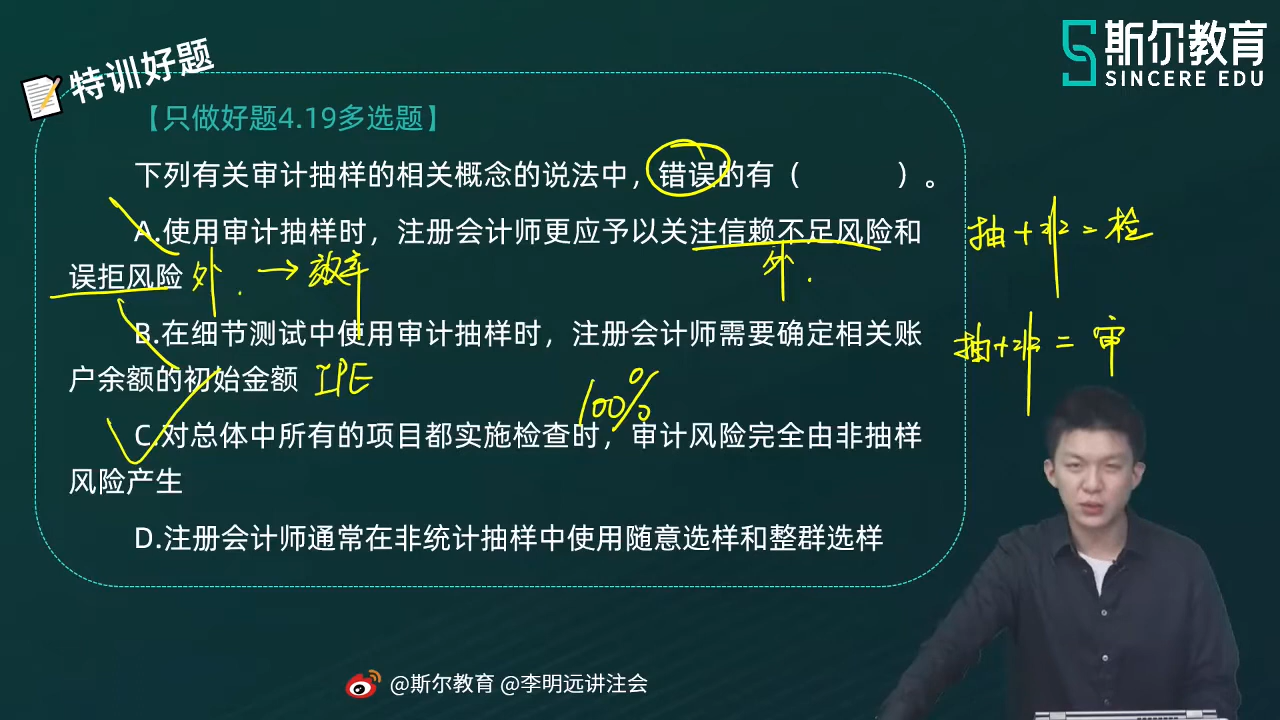 斯尔教育
SINCERE EDU
特训好题
【只做好题4.19多选题】
下列有关审计抽样的相关概念的说法中，错误的有（ ）。
A.使用审计抽样时，注册会计师更应予以关注信赖不足风险和
误拒风险 外. → 效率
外.
抽+非=检
B.在细节测试中使用审计抽样时，注册会计师需要确定相关账
户余额的初始金额 IPE
抽+非=审
100%
C.对总体中所有的项目都实施检查时，审计风险完全由非抽样
风险产生
D.注册会计师通常在非统计抽样中使用随意选样和整群选样
@斯尔教育 @李明远讲注会